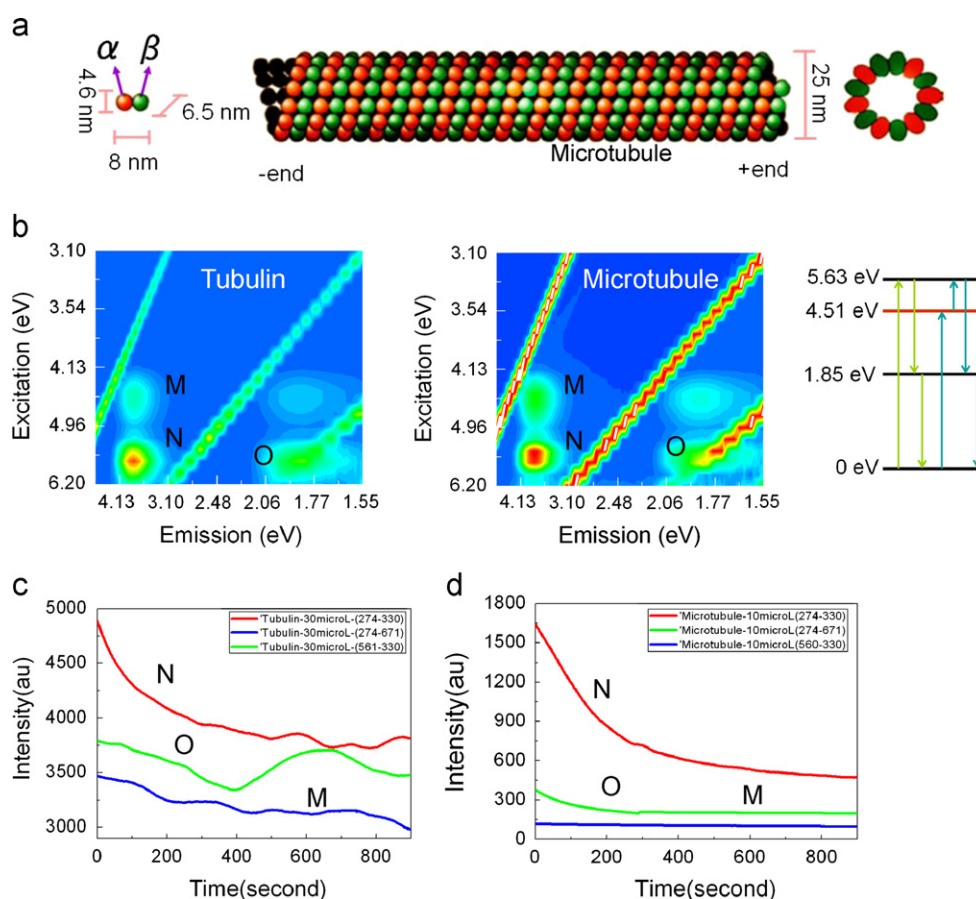 a
α β
4.6 nm
6.5 nm
8 nm
-end
Microtubule
+end
25 nm
b
Tubulin
Excitation (eV)
3.10
3.54
4.13
4.96
6.20
M
N
O
4.13 3.10 2.48 2.06 1.77 1.55
Emission (eV)
Microtubule
Excitation (eV)
3.10
3.54
4.13
4.96
6.20
M
N
O
4.13 3.10 2.48 2.06 1.77 1.55
Emission (eV)
5.63 eV
4.51 eV
1.85 eV
0 eV
c
Intensity(au)
5000
4500
4000
3500
3000
'Tubulin-30microL-(274-330)
'Tubulin-30microL-(274-671)
'Tubulin-30microL-(561-330)
N
O
M
0 200 400 600 800
Time(second)
d
Intensity(au)
1800
1500
1200
900
600
300
0
'Microtubule-10microL(274-330)
'Microtubule-10microL(274-671)
'Microtubule-10microL(560-330)
N
O
M
0 200 400 600 800
Time(second)